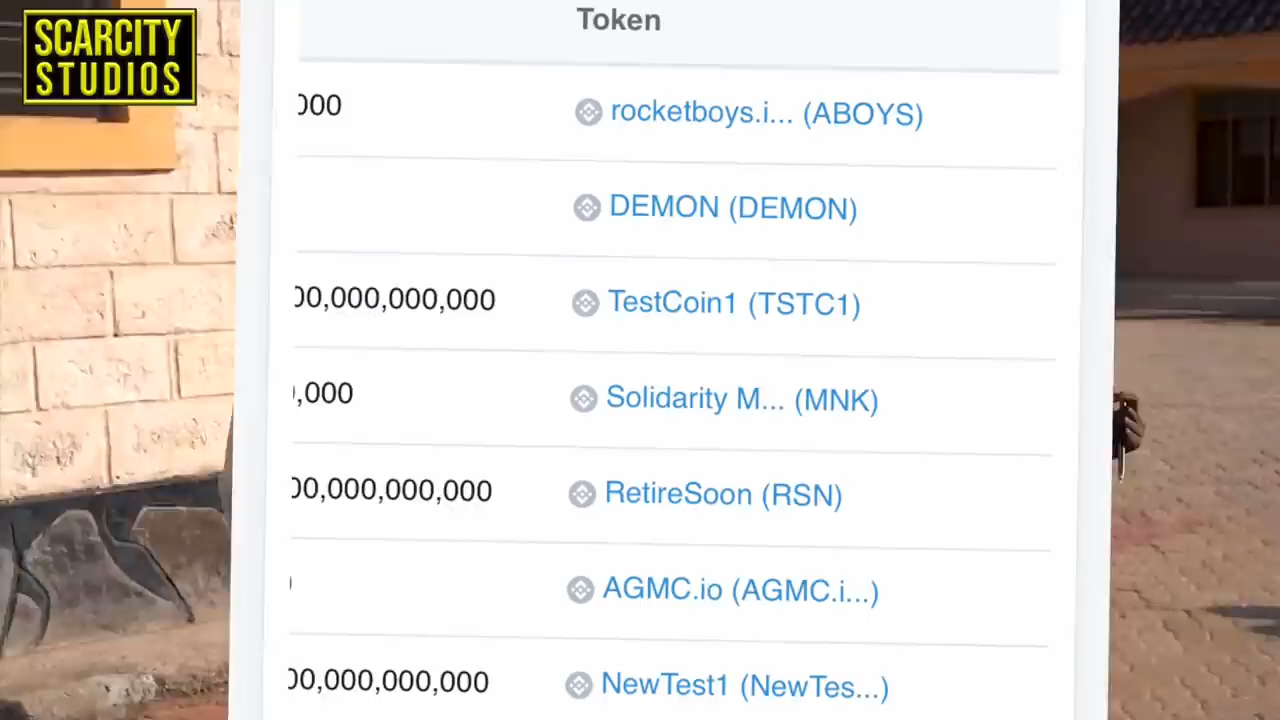 SCARCITY
STUDIOS
Token
000 rocketboys.i... (ABOYS)
DEMON (DEMON)
00,000,000,000 TestCoin1 (TSTC1)
,000 Solidarity M... (MNK)
00,000,000,000 RetireSoon (RSN)
AGMC.io (AGMC.i...)
00,000,000,000 NewTest1 (NewTes...)